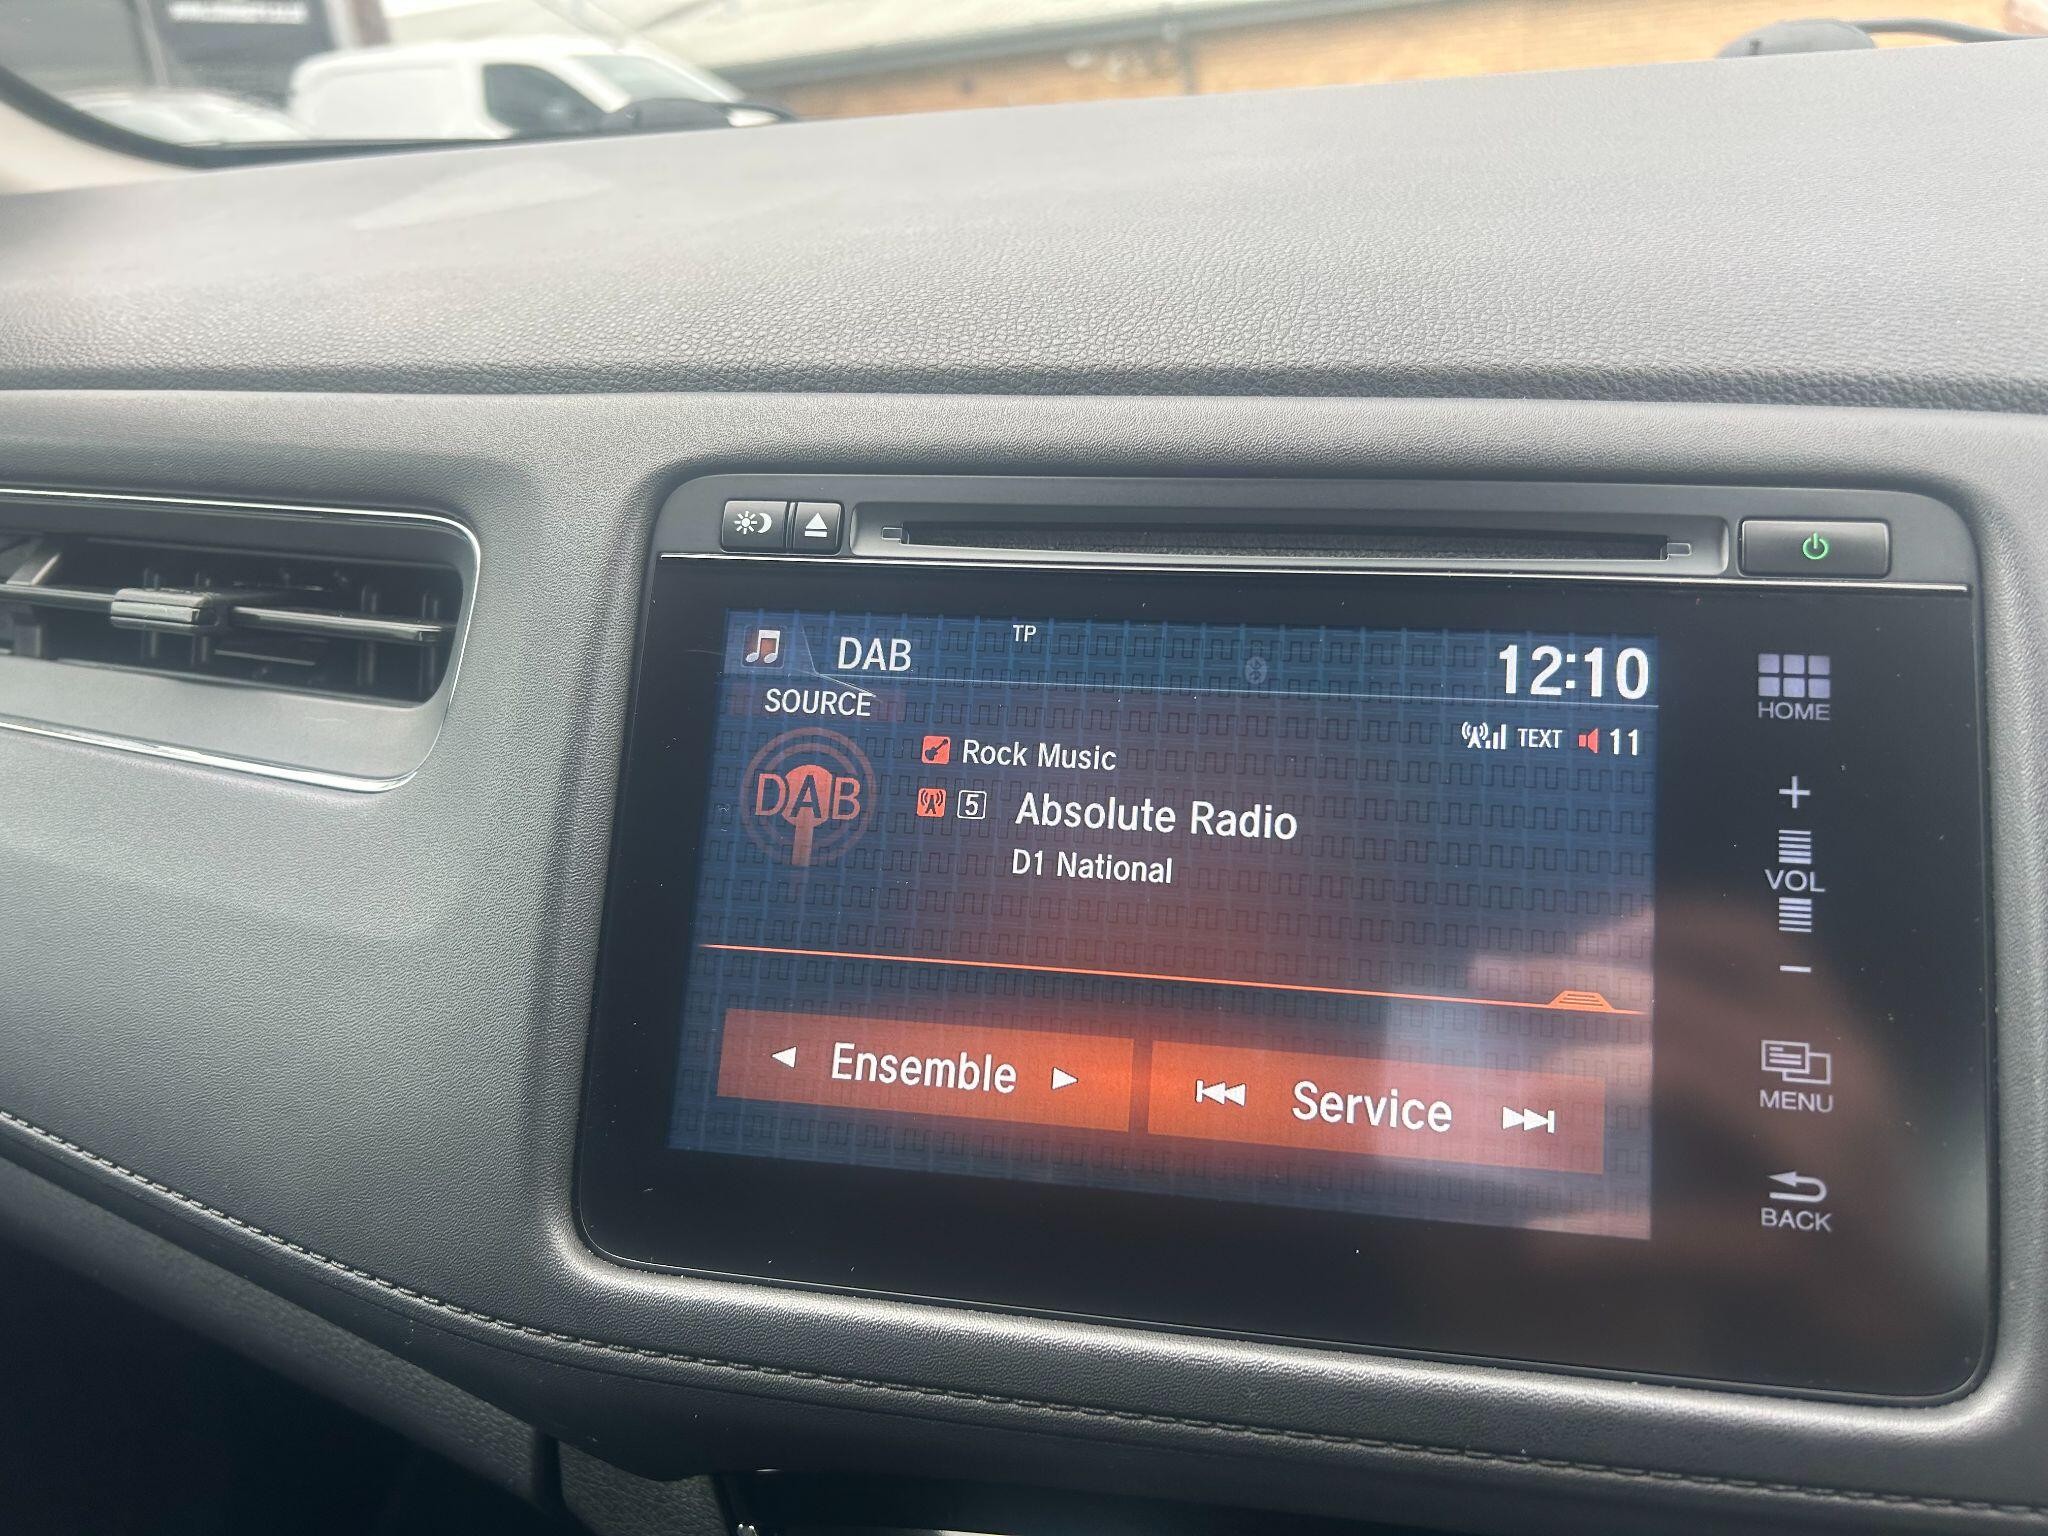 DAB
TP
12:10
SOURCE
TEXT 11
DAB
Rock Music
5 Absolute Radio
D1 National
Ensemble
Service
HOME
+
VOL
−
MENU
BACK